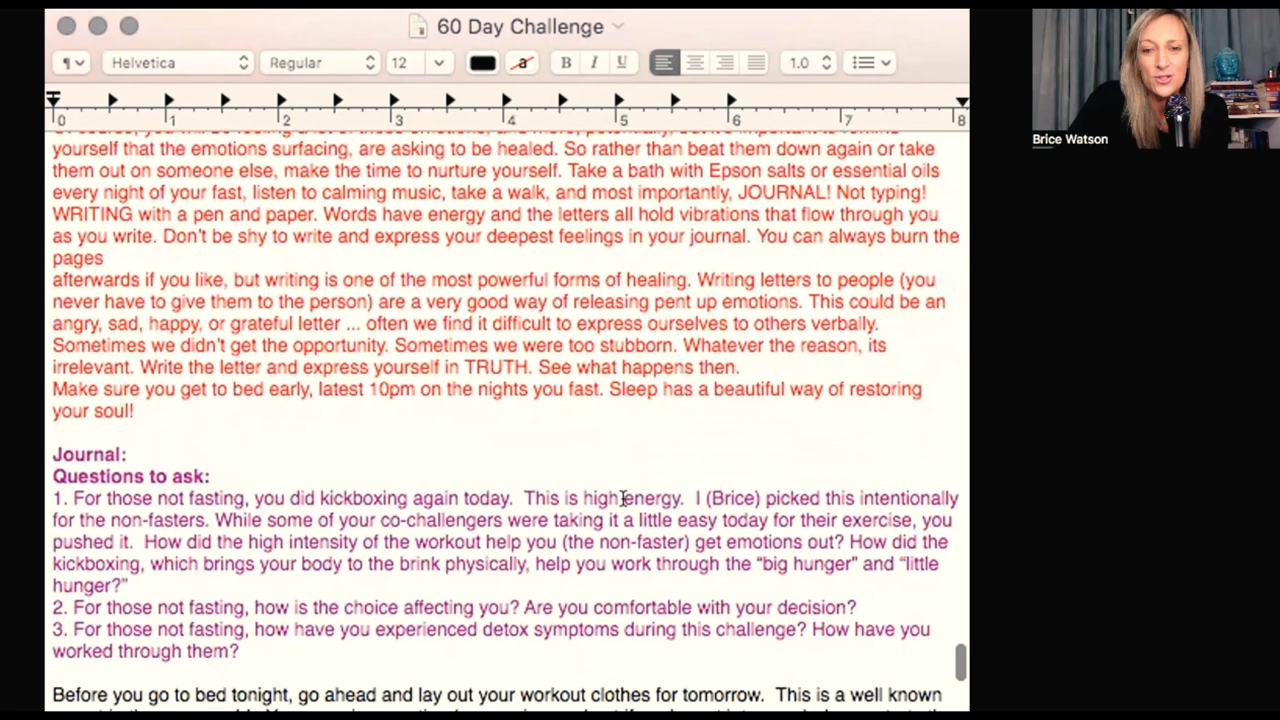 60 Day Challenge
Brice Watson
Helvetica Regular 12 a B I U 1.0
0 1 2 3 4 5 6 7 8
yourself that the emotions surfacing, are asking to be healed. So rather than beat them down again or take
them out on someone else, make the time to nurture yourself. Take a bath with Epson salts or essential oils
every night of your fast, listen to calming music, take a walk, and most importantly, JOURNAL! Not typing!
WRITING with a pen and paper. Words have energy and the letters all hold vibrations that flow through you
as you write. Don't be shy to write and express your deepest feelings in your journal. You can always burn the
pages
afterwards if you like, but writing is one of the most powerful forms of healing. Writing letters to people (you
never have to give them to the person) are a very good way of releasing pent up emotions. This could be an
angry, sad, happy, or grateful letter ... often we find it difficult to express ourselves to others verbally.
Sometimes we didn't get the opportunity. Sometimes we were too stubborn. Whatever the reason, its
irrelevant. Write the letter and express yourself in TRUTH. See what happens then.
Make sure you get to bed early, latest 10pm on the nights you fast. Sleep has a beautiful way of restoring
your soul!
Journal:
Questions to ask:
1. For those not fasting, you did kickboxing again today. This is high energy. I (Brice) picked this intentionally
for the non-fasters. While some of your co-challengers were taking it a little easy today for their exercise, you
pushed it. How did the high intensity of the workout help you (the non-faster) get emotions out? How did the
kickboxing, which brings your body to the brink physically, help you work through the “big hunger” and “little
hunger?”
2. For those not fasting, how is the choice affecting you? Are you comfortable with your decision?
3. For those not fasting, how have you experienced detox symptoms during this challenge? How have you
worked through them?
Before you go to bed tonight, go ahead and lay out your workout clothes for tomorrow. This is a well known